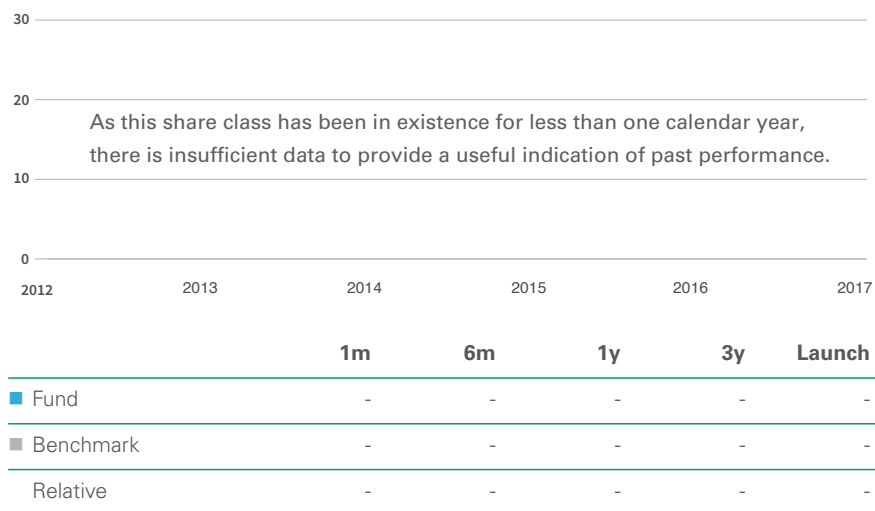 30
20
As this share class has been in existence for less than one calendar year,
there is insufficient data to provide a useful indication of past performance.
10
0
2012 2013 2014 2015 2016 2017
1m 6m 1y 3y Launch
Fund - - - - -
Benchmark - - - - -
Relative - - - - -